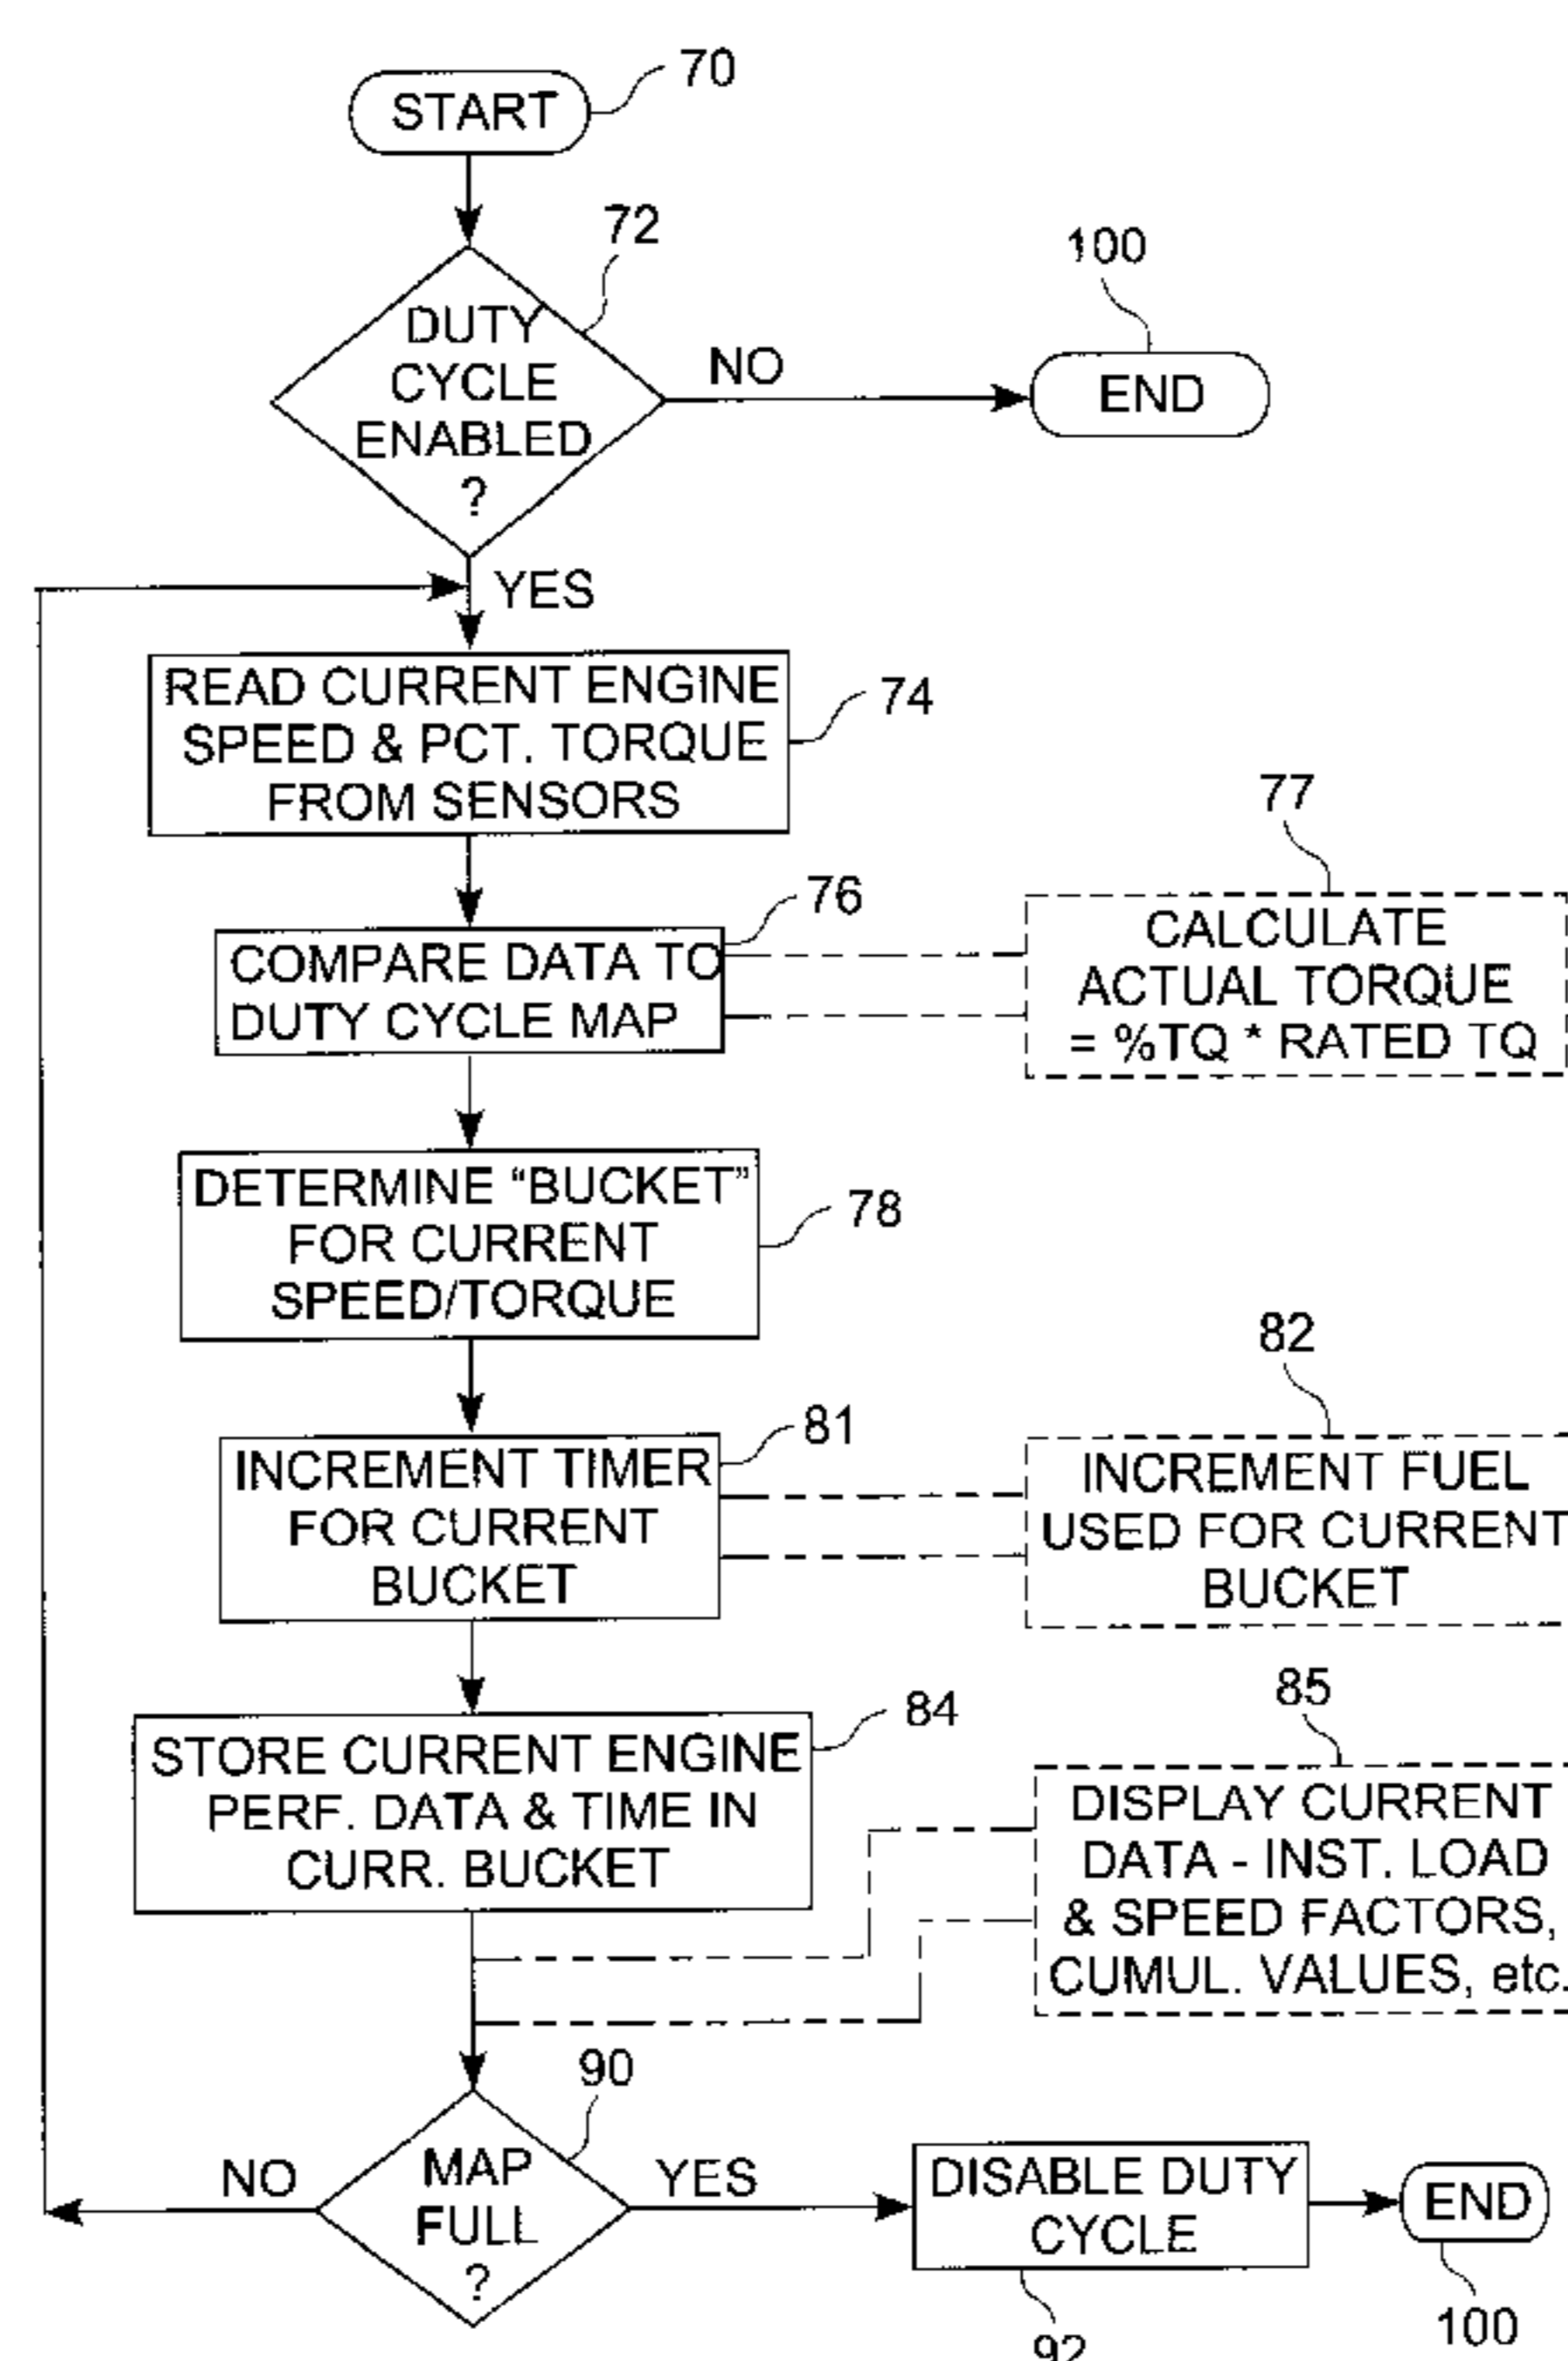 70
START
72
DUTY
CYCLE
ENABLED
?
NO
100
END
YES
READ CURRENT ENGINE
SPEED & PCT. TORQUE
FROM SENSORS
74
77
76
COMPARE DATA TO
DUTY CYCLE MAP
CALCULATE
ACTUAL TORQUE
= %TQ * RATED TQ
DETERMINE “BUCKET”
FOR CURRENT
SPEED/TORQUE
78
82
81
INCREMENT TIMER
FOR CURRENT
BUCKET
INCREMENT FUEL
USED FOR CURRENT
BUCKET
85
84
STORE CURRENT ENGINE
PERF. DATA & TIME IN
CURR. BUCKET
DISPLAY CURRENT
DATA - INST. LOAD
& SPEED FACTORS,
CUMUL. VALUES, etc.
90
NO
MAP
FULL
?
YES
DISABLE DUTY
CYCLE
END
92
100